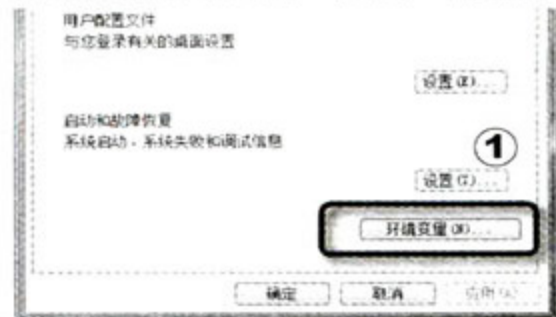 用户配置文件
与您登录有关的桌面设置
设置(E)...
启动和故障恢复
系统启动、系统失败和调试信息
①
设置(T)...
环境变量(N)...
确定
取消
应用(A)